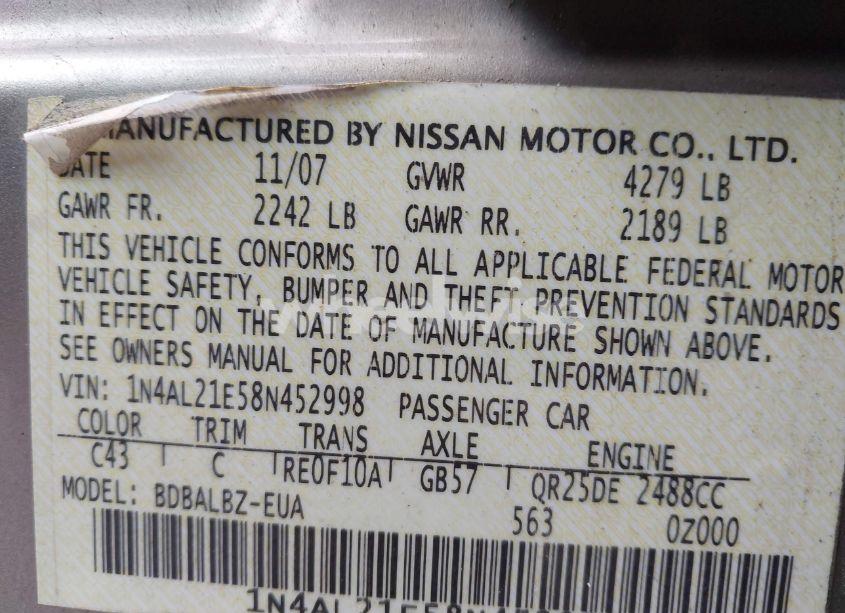 MANUFACTURED BY NISSAN MOTOR CO., LTD.
DATE 11/07 GVWR 4279 LB
GAWR FR. 2242 LB GAWR RR. 2189 LB
THIS VEHICLE CONFORMS TO ALL APPLICABLE FEDERAL MOTOR
VEHICLE SAFETY, BUMPER AND THEFT PREVENTION STANDARDS
IN EFFECT ON THE DATE OF MANUFACTURE SHOWN ABOVE.
SEE OWNERS MANUAL FOR ADDITIONAL INFORMATION.
VIN: 1N4AL21E58N452998 PASSENGER CAR
COLOR TRIM TRANS AXLE ENGINE
C43 C RE0F10A GB57 QR25DE 2488CC
MODEL: BDBALBZ-EUA 563 0Z000